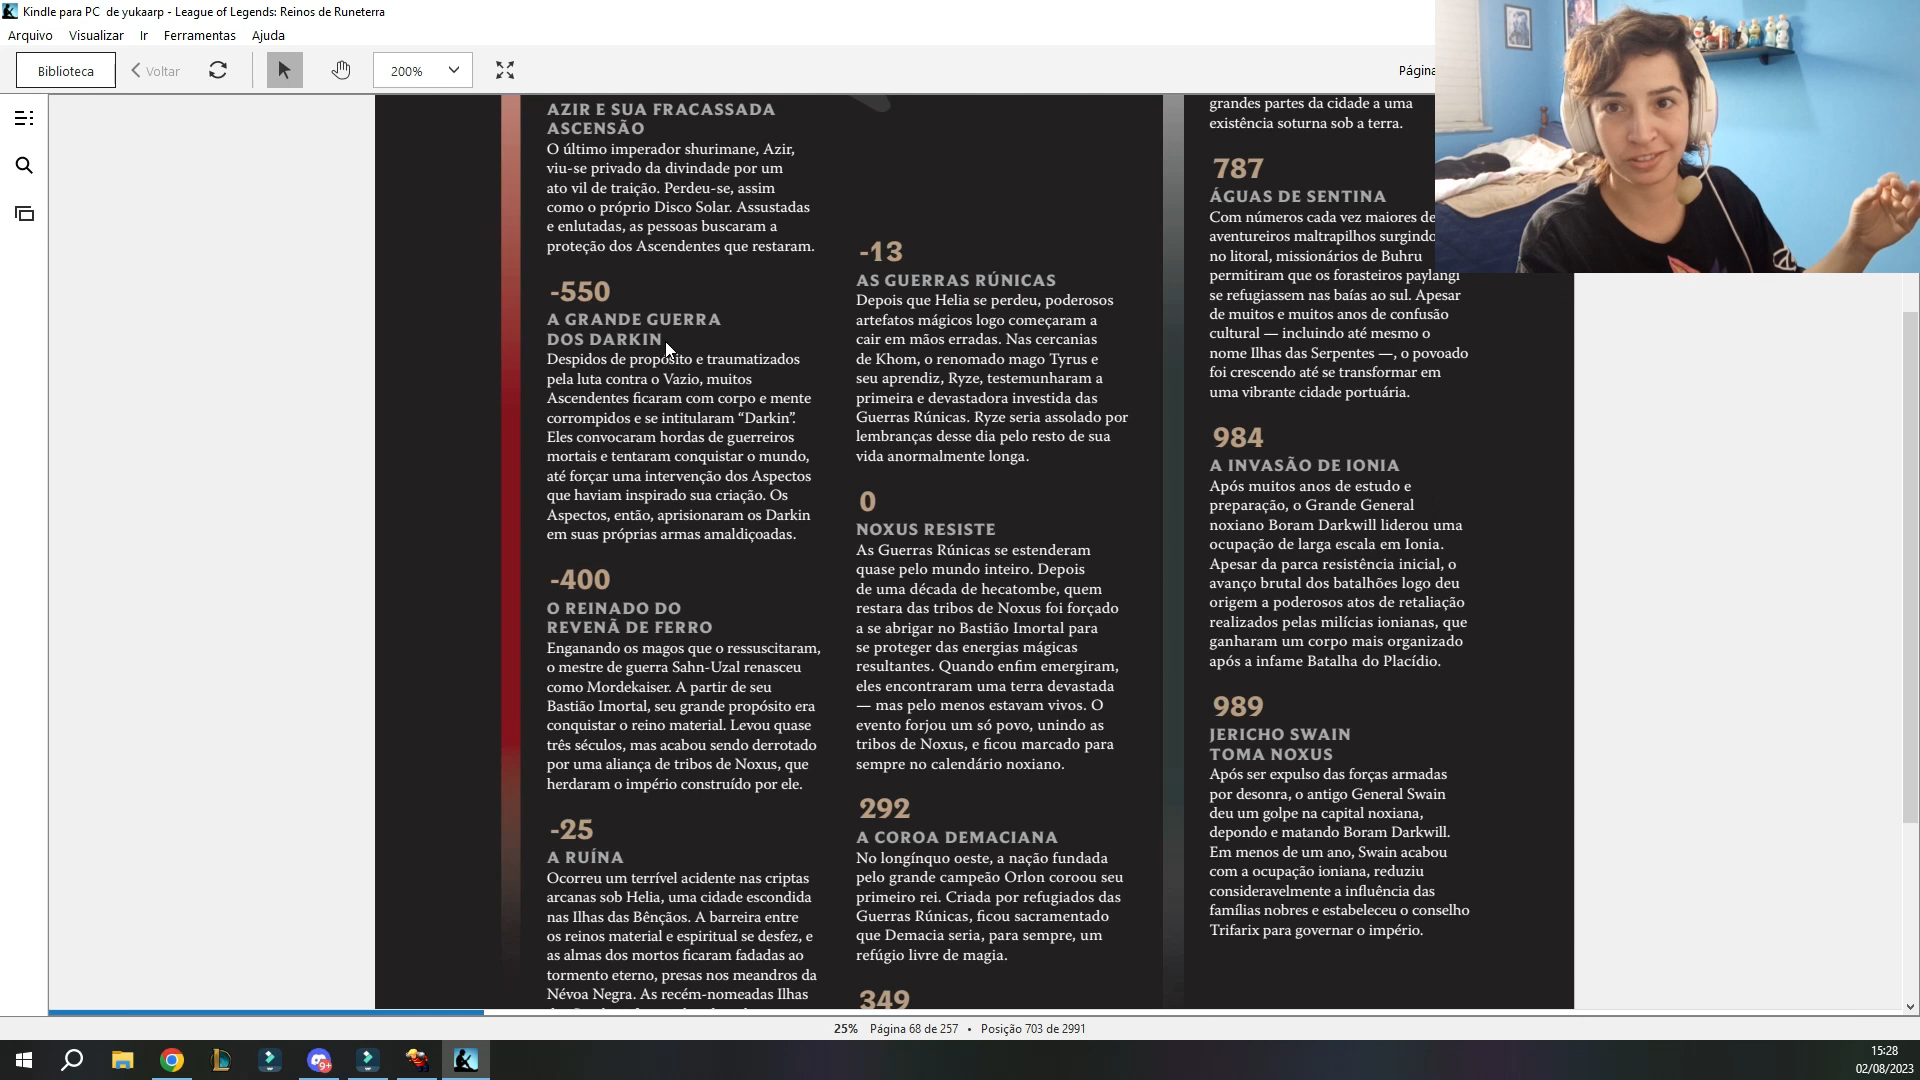 Kindle para PC de yukaarp - League of Legends: Reinos de Runeterra
Arquivo Visualizar Ir Ferramentas Ajuda
Biblioteca Voltar 200% Página
AZIR E SUA FRACASSADA
ASCENSÃO
O último imperador shurimane, Azir,
viu-se privado da divindade por um
ato vil de traição. Perdeu-se, assim
como o próprio Disco Solar. Assustadas
e enlutadas, as pessoas buscaram a
proteção dos Ascendentes que restaram.
-550
A GRANDE GUERRA
DOS DARKIN
Despidos de propósito e traumatizados
pela luta contra o Vazio, muitos
Ascendentes ficaram com corpo e mente
corrompidos e se intitularam “Darkin”.
Eles convocaram hordas de guerreiros
mortais e tentaram conquistar o mundo,
até forçar uma intervenção dos Aspectos
que haviam inspirado sua criação. Os
Aspectos, então, aprisionaram os Darkin
em suas próprias armas amaldiçoadas.
-400
O REINADO DO
REVENÃ DE FERRO
Enganando os magos que o ressuscitaram,
o mestre de guerra Sahn-Uzal renasceu
como Mordekaiser. A partir de seu
Bastião Imortal, seu grande propósito era
conquistar o reino material. Levou quase
três séculos, mas acabou sendo derrotado
por uma aliança de tribos de Noxus, que
herdaram o império construído por ele.
-25
A RUÍNA
Ocorreu um terrível acidente nas criptas
arcanas sob Helia, uma cidade escondida
nas Ilhas das Bênçãos. A barreira entre
os reinos material e espiritual se desfez, e
as almas dos mortos ficaram fadadas ao
tormento eterno, presas nos meandros da
Névoa Negra. As recém-nomeadas Ilhas
-13
AS GUERRAS RÚNICAS
Depois que Helia se perdeu, poderosos
artefatos mágicos logo começaram a
cair em mãos erradas. Nas cercanias
de Khom, o renomado mago Tyrus e
seu aprendiz, Ryze, testemunharam a
primeira e devastadora investida das
Guerras Rúnicas. Ryze seria assolado por
lembranças desse dia pelo resto de sua
vida anormalmente longa.
0
NOXUS RESISTE
As Guerras Rúnicas se estenderam
quase pelo mundo inteiro. Depois
de uma década de hecatombe, quem
restara das tribos de Noxus foi forçado
a se abrigar no Bastião Imortal para
se proteger das energias mágicas
resultantes. Quando enfim emergiram,
eles encontraram uma terra devastada
— mas pelo menos estavam vivos. O
evento forjou um só povo, unindo as
tribos de Noxus, e ficou marcado para
sempre no calendário noxiano.
292
A COROA DEMACIANA
No longínquo oeste, a nação fundada
pelo grande campeão Orlon coroou seu
primeiro rei. Criada por refugiados das
Guerras Rúnicas, ficou sacramentado
que Demacia seria, para sempre, um
refúgio livre de magia.
349
grandes partes da cidade a uma
existência soturna sob a terra.
787
ÁGUAS DE SENTINA
Com números cada vez maiores de
aventureiros maltrapilhos surgindo
no litoral, missionários de Buhru
permitiram que os forasteiros paylangi
se refugiassem nas baías ao sul. Apesar
de muitos e muitos anos de confusão
cultural — incluindo até mesmo o
nome Ilhas das Serpentes —, o povoado
foi crescendo até se transformar em
uma vibrante cidade portuária.
984
A INVASÃO DE IONIA
Após muitos anos de estudo e
preparação, o Grande General
noxiano Boram Darkwill liderou uma
ocupação de larga escala em Ionia.
Apesar da parca resistência inicial, o
avanço brutal dos batalhões logo deu
origem a poderosos atos de retaliação
realizados pelas milícias ionianas, que
ganharam um corpo mais organizado
após a infame Batalha do Placídio.
989
JERICHO SWAIN
TOMA NOXUS
Após ser expulso das forças armadas
por desonra, o antigo General Swain
deu um golpe na capital noxiana,
depondo e matando Boram Darkwill.
Em menos de um ano, Swain acabou
com a ocupação ioniana, reduziu
consideravelmente a influência das
famílias nobres e estabeleceu o conselho
Trifarix para governar o império.
25% Página 68 de 257 • Posição 703 de 2991
9+
15:28
02/08/2023